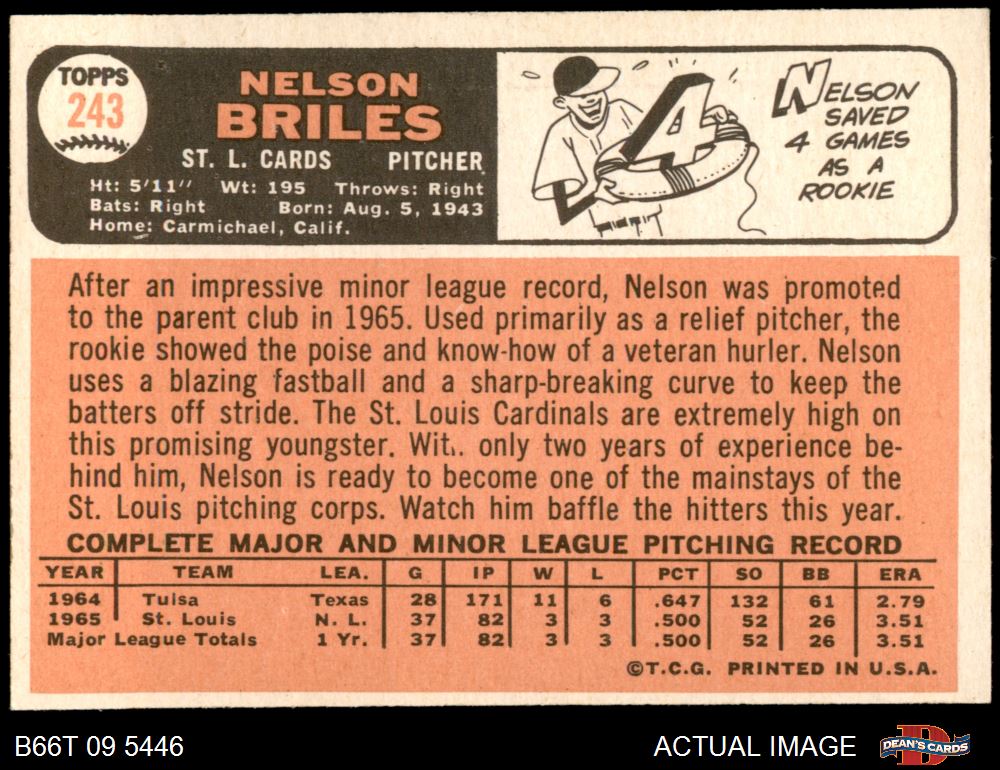 TOPPS
243
NELSON
BRILES
ST. L. CARDS PITCHER
Ht: 5'11" Wt: 195 Throws: Right
Bats: Right Born: Aug. 5, 1943
Home: Carmichael, Calif.
4
NELSON
SAVED
4 GAMES
AS A
ROOKIE
After an impressive minor league record, Nelson was promoted
to the parent club in 1965. Used primarily as a relief pitcher, the
rookie showed the poise and know-how of a veteran hurler. Nelson
uses a blazing fastball and a sharp-breaking curve to keep the
batters off stride. The St. Louis Cardinals are extremely high on
this promising youngster. Wit.. only two years of experience be-
hind him, Nelson is ready to become one of the mainstays of the
St. Louis pitching corps. Watch him baffle the hitters this year.
COMPLETE MAJOR AND MINOR LEAGUE PITCHING RECORD
YEAR TEAM LEA. G IP W L PCT SO BB ERA
1964 Tulsa Texas 28 171 11 6 .647 132 61 2.79
1965 St. Louis N. L. 37 82 3 3 .500 52 26 3.51
Major League Totals 1 Yr. 37 82 3 3 .500 52 26 3.51
©T.C.G. PRINTED IN U.S.A.
B66T 09 5446 ACTUAL IMAGE D DEAN'S CARDS